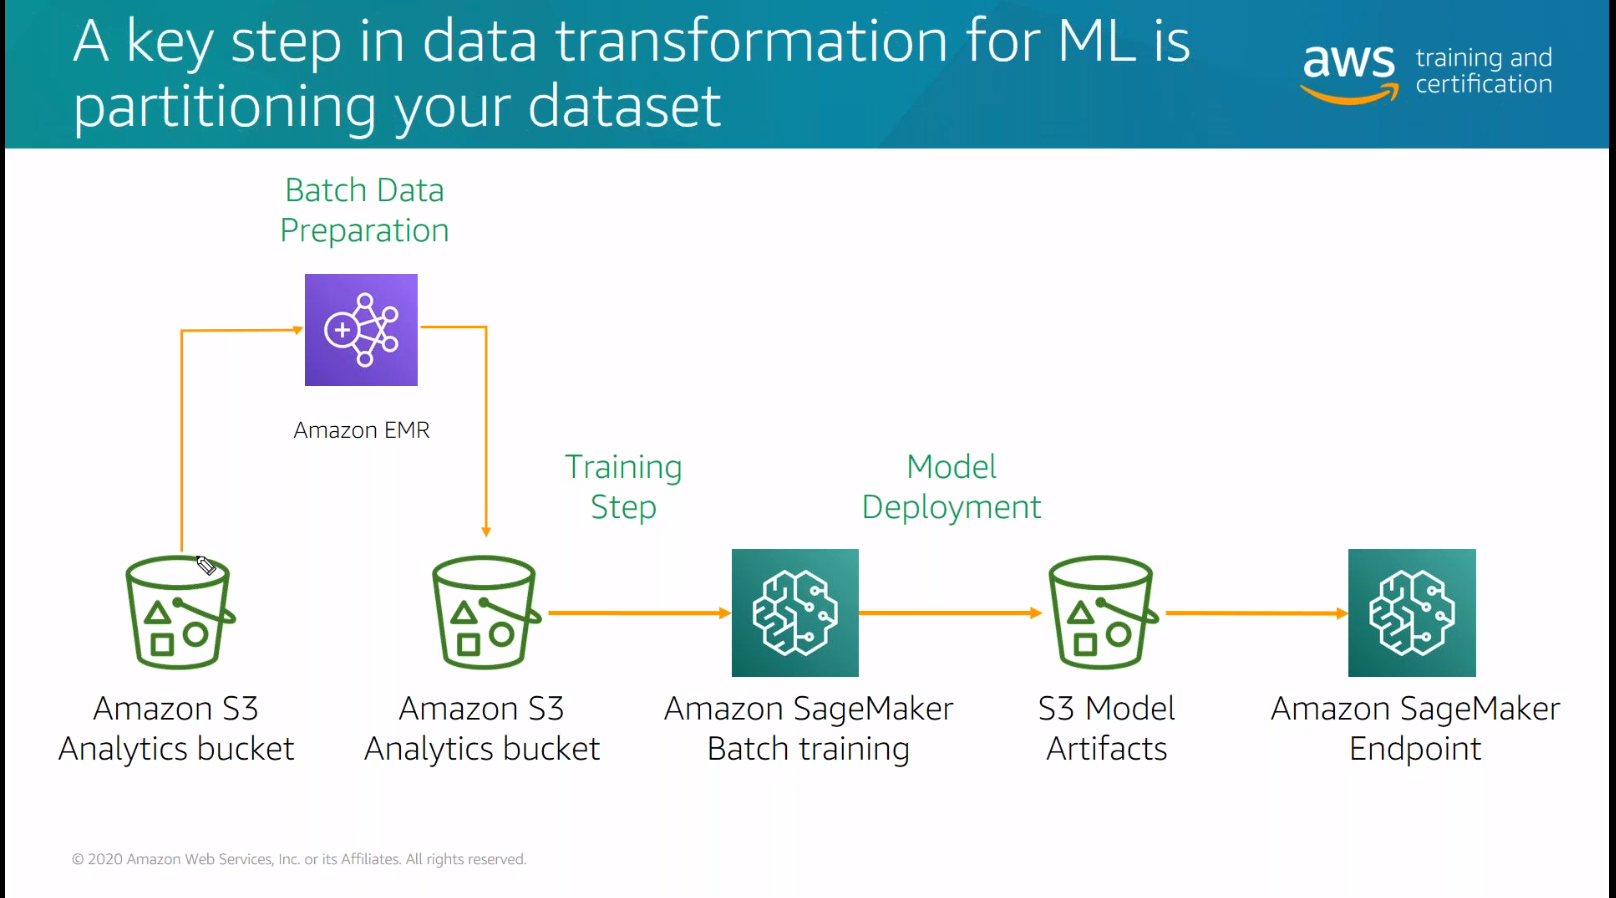 A key step in data transformation for ML is
partitioning your dataset
aws
training and
certification
Batch Data
Preparation
Amazon EMR
Training
Step
Model
Deployment
Amazon S3
Analytics bucket
Amazon S3
Analytics bucket
Amazon SageMaker
Batch training
S3 Model
Artifacts
Amazon SageMaker
Endpoint
© 2020 Amazon Web Services, Inc. or its Affiliates. All rights reserved.